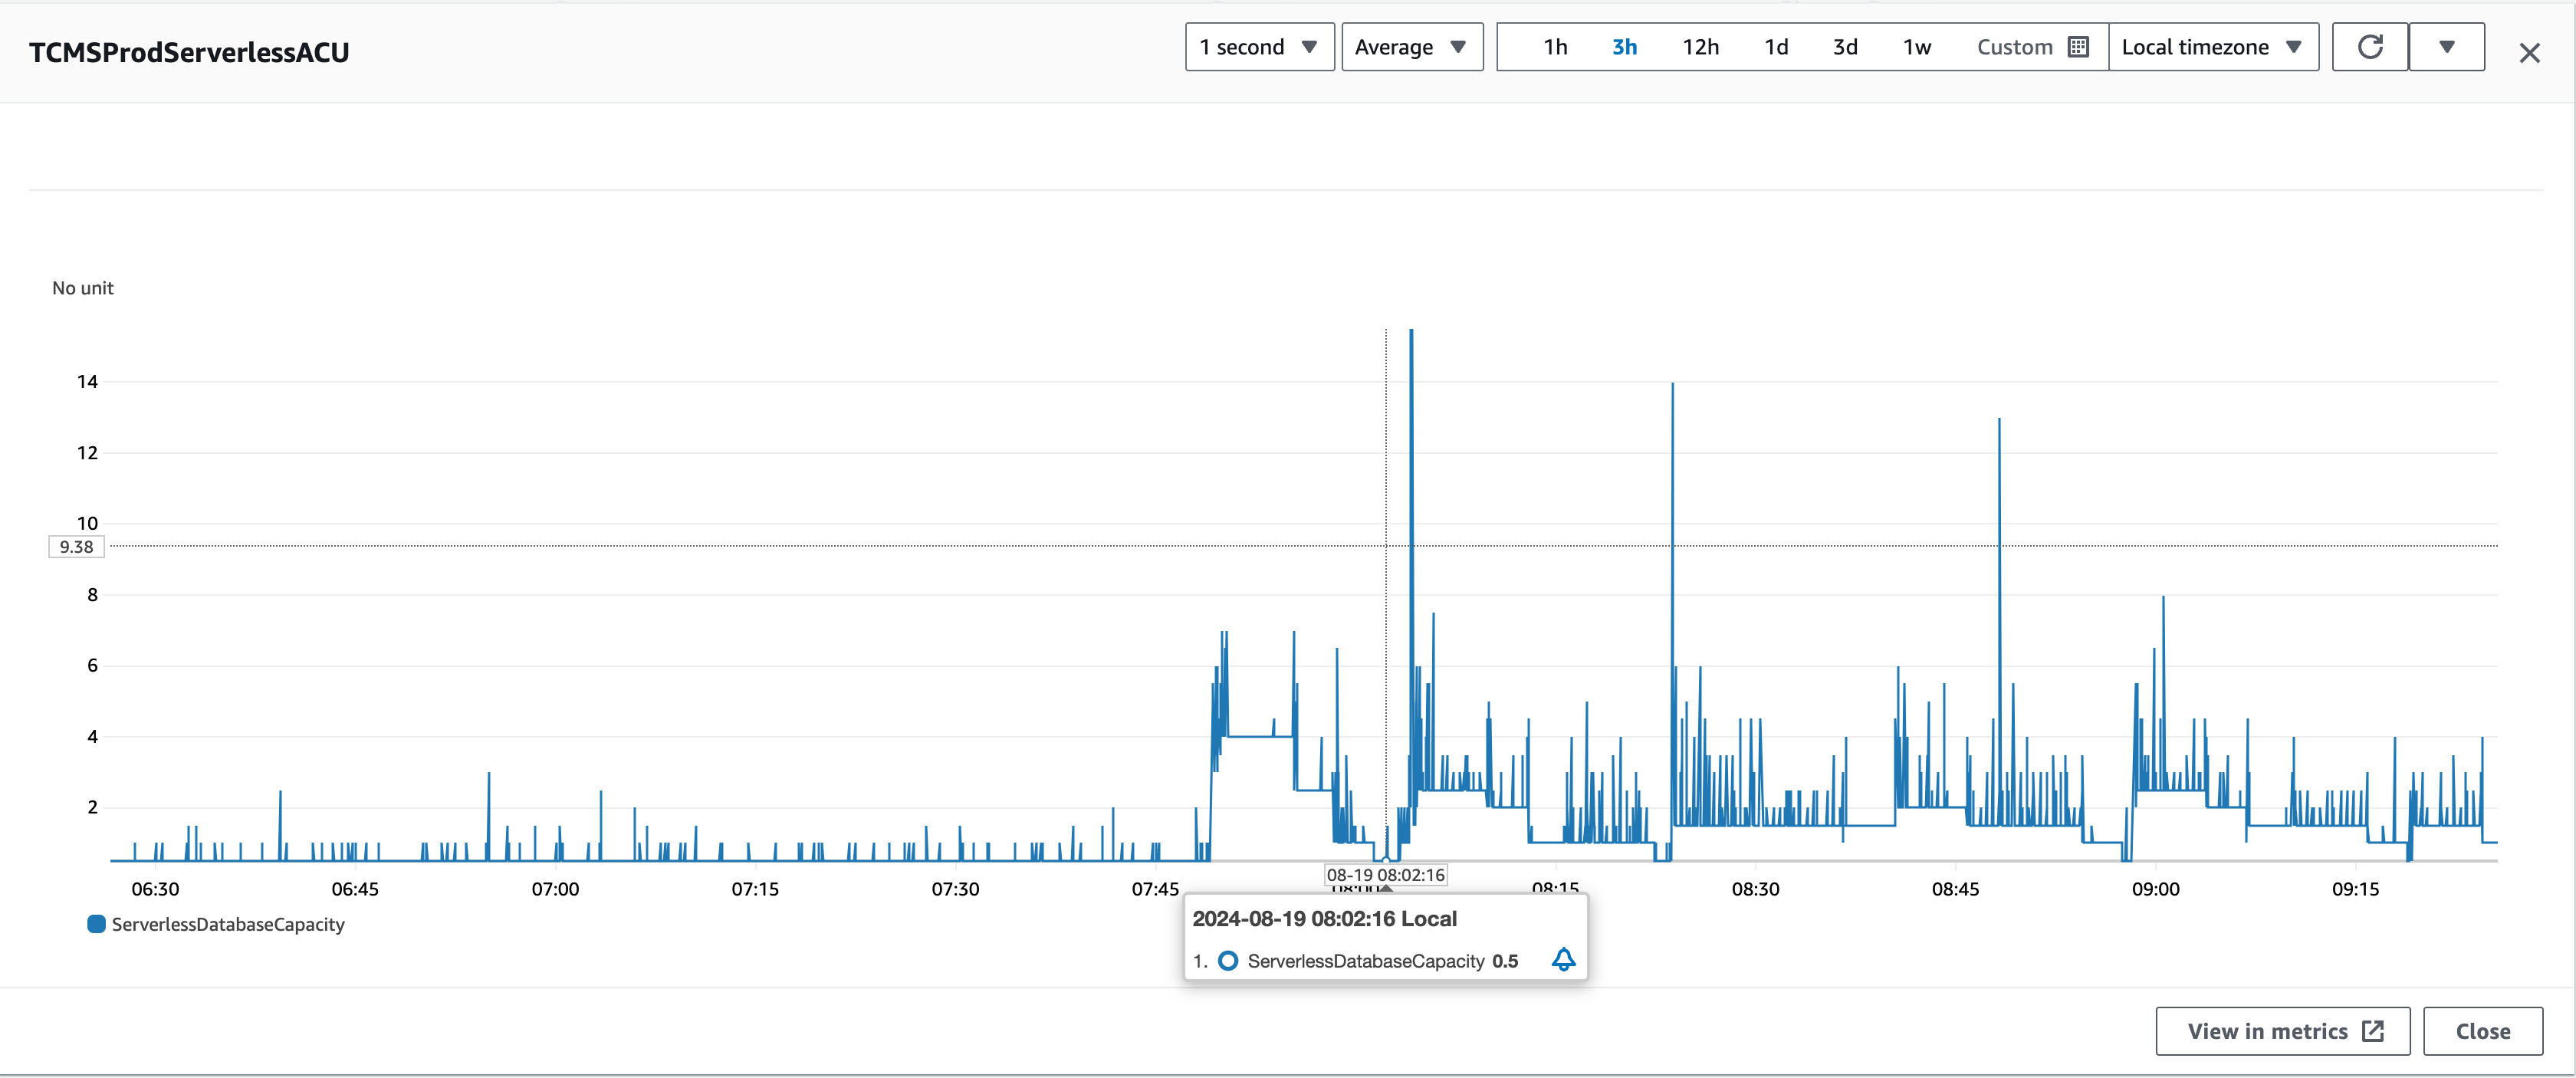 TCMSProdServerlessACU
1 second
Average
1h 3h 12h 1d 3d 1w Custom
Local timezone
No unit
14
12
10
9.38
8
6
4
2
06:30 06:45 07:00 07:15 07:30 07:45 08:00 08:15 08:30 08:45 09:00 09:15
08-19 08:02:16
ServerlessDatabaseCapacity
2024-08-19 08:02:16 Local
1. ServerlessDatabaseCapacity 0.5
View in metrics
Close